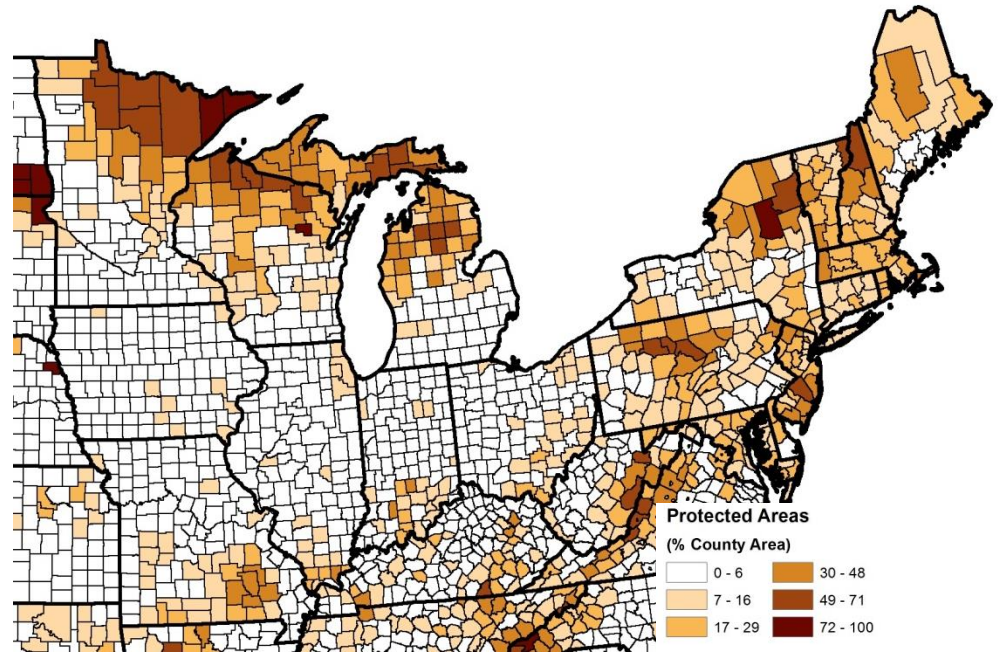 Protected Areas
(% County Area)
0 - 6
30 - 48
7 - 16
49 - 71
17 - 29
72 - 100